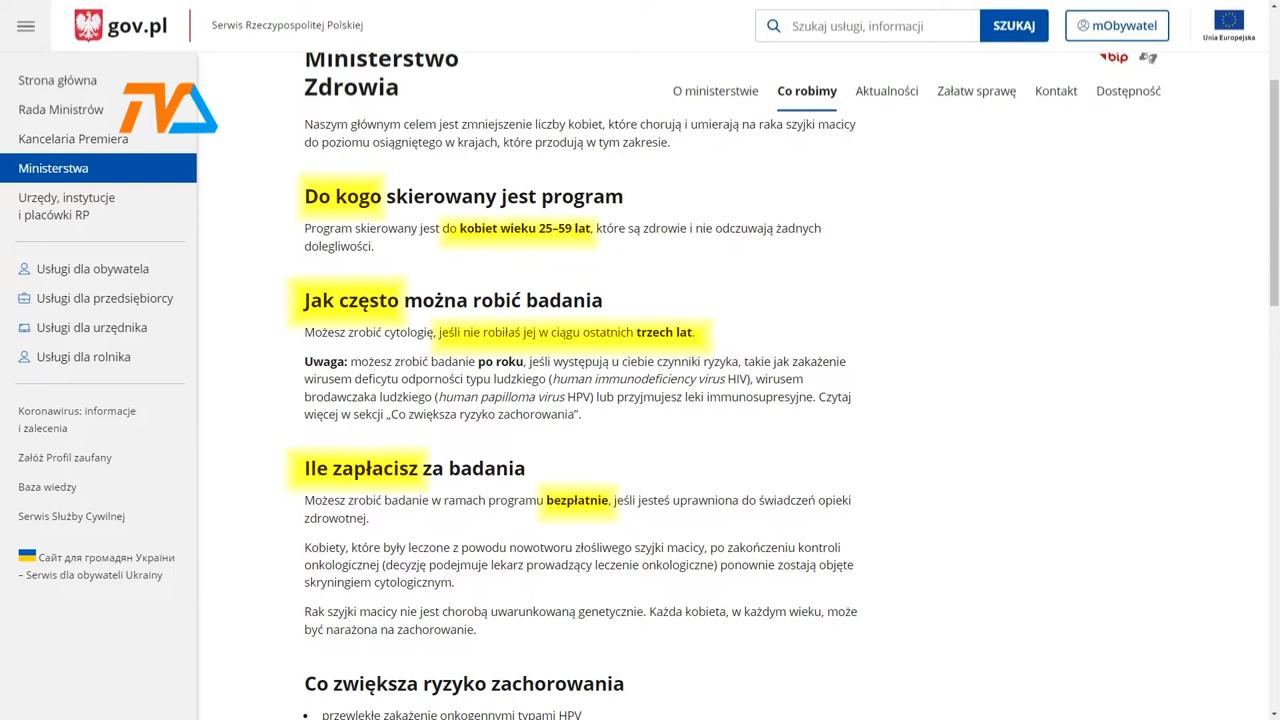 gov.pl
Serwis Rzeczypospolitej Polskiej
Szukaj usługi, informacji
SZUKAJ
mObywatel
Unia Europejska
Strona główna
Rada Ministrów
Kancelaria Premiera
Ministerstwa
Urzędy, instytucje
i placówki RP
Usługi dla obywatela
Usługi dla przedsiębiorcy
Usługi dla urzędnika
Usługi dla rolnika
Koronawirus: informacje
i zalecenia
Załóż Profil zaufany
Baza wiedzy
Serwis Służby Cywilnej
Сайт для громадян України
– Serwis dla obywateli Ukrainy
TVA
Ministerstwo
Zdrowia
bip
O ministerstwie
Co robimy
Aktualności
Załatw sprawę
Kontakt
Dostępność
Naszym głównym celem jest zmniejszenie liczby kobiet, które chorują i umierają na raka szyjki macicy
do poziomu osiągniętego w krajach, które przodują w tym zakresie.
Do kogo skierowany jest program
Program skierowany jest do kobiet wieku 25–59 lat, które są zdrowie i nie odczuwają żadnych
dolegliwości.
Jak często można robić badania
Możesz zrobić cytologię, jeśli nie robiłaś jej w ciągu ostatnich trzech lat.
Uwaga: możesz zrobić badanie po roku, jeśli występują u ciebie czynniki ryzyka, takie jak zakażenie
wirusem deficytu odporności typu ludzkiego (human immunodeficiency virus HIV), wirusem
brodawczaka ludzkiego (human papilloma virus HPV) lub przyjmujesz leki immunosupresyjne. Czytaj
więcej w sekcji „Co zwiększa ryzyko zachorowania”.
Ile zapłacisz za badania
Możesz zrobić badanie w ramach programu bezpłatnie, jeśli jesteś uprawniona do świadczeń opieki
zdrowotnej.
Kobiety, które były leczone z powodu nowotworu złośliwego szyjki macicy, po zakończeniu kontroli
onkologicznej (decyzję podejmuje lekarz prowadzący leczenie onkologiczne) ponownie zostają objęte
skryningiem cytologicznym.
Rak szyjki macicy nie jest chorobą uwarunkowaną genetycznie. Każda kobieta, w każdym wieku, może
być narażona na zachorowanie.
Co zwiększa ryzyko zachorowania
• przewlekłe zakażenie onkogennymi typami HPV